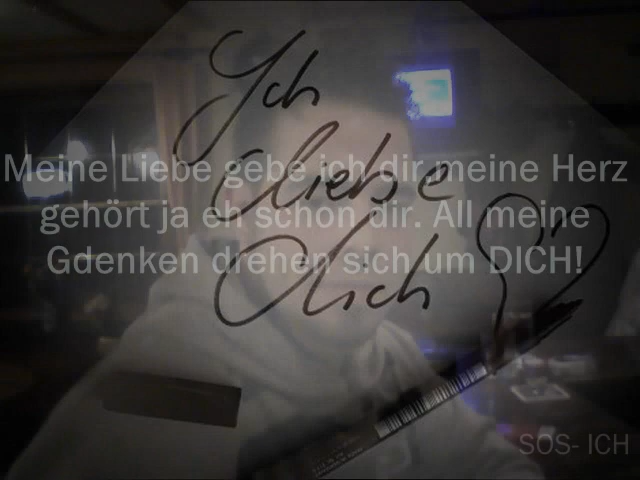 Ich
liebe
Dich
Meine Liebe gebe ich dir meine Herz
gehört ja er schon dir. All meine
Gdenken drehen sich um DICH!
SOS- ICH